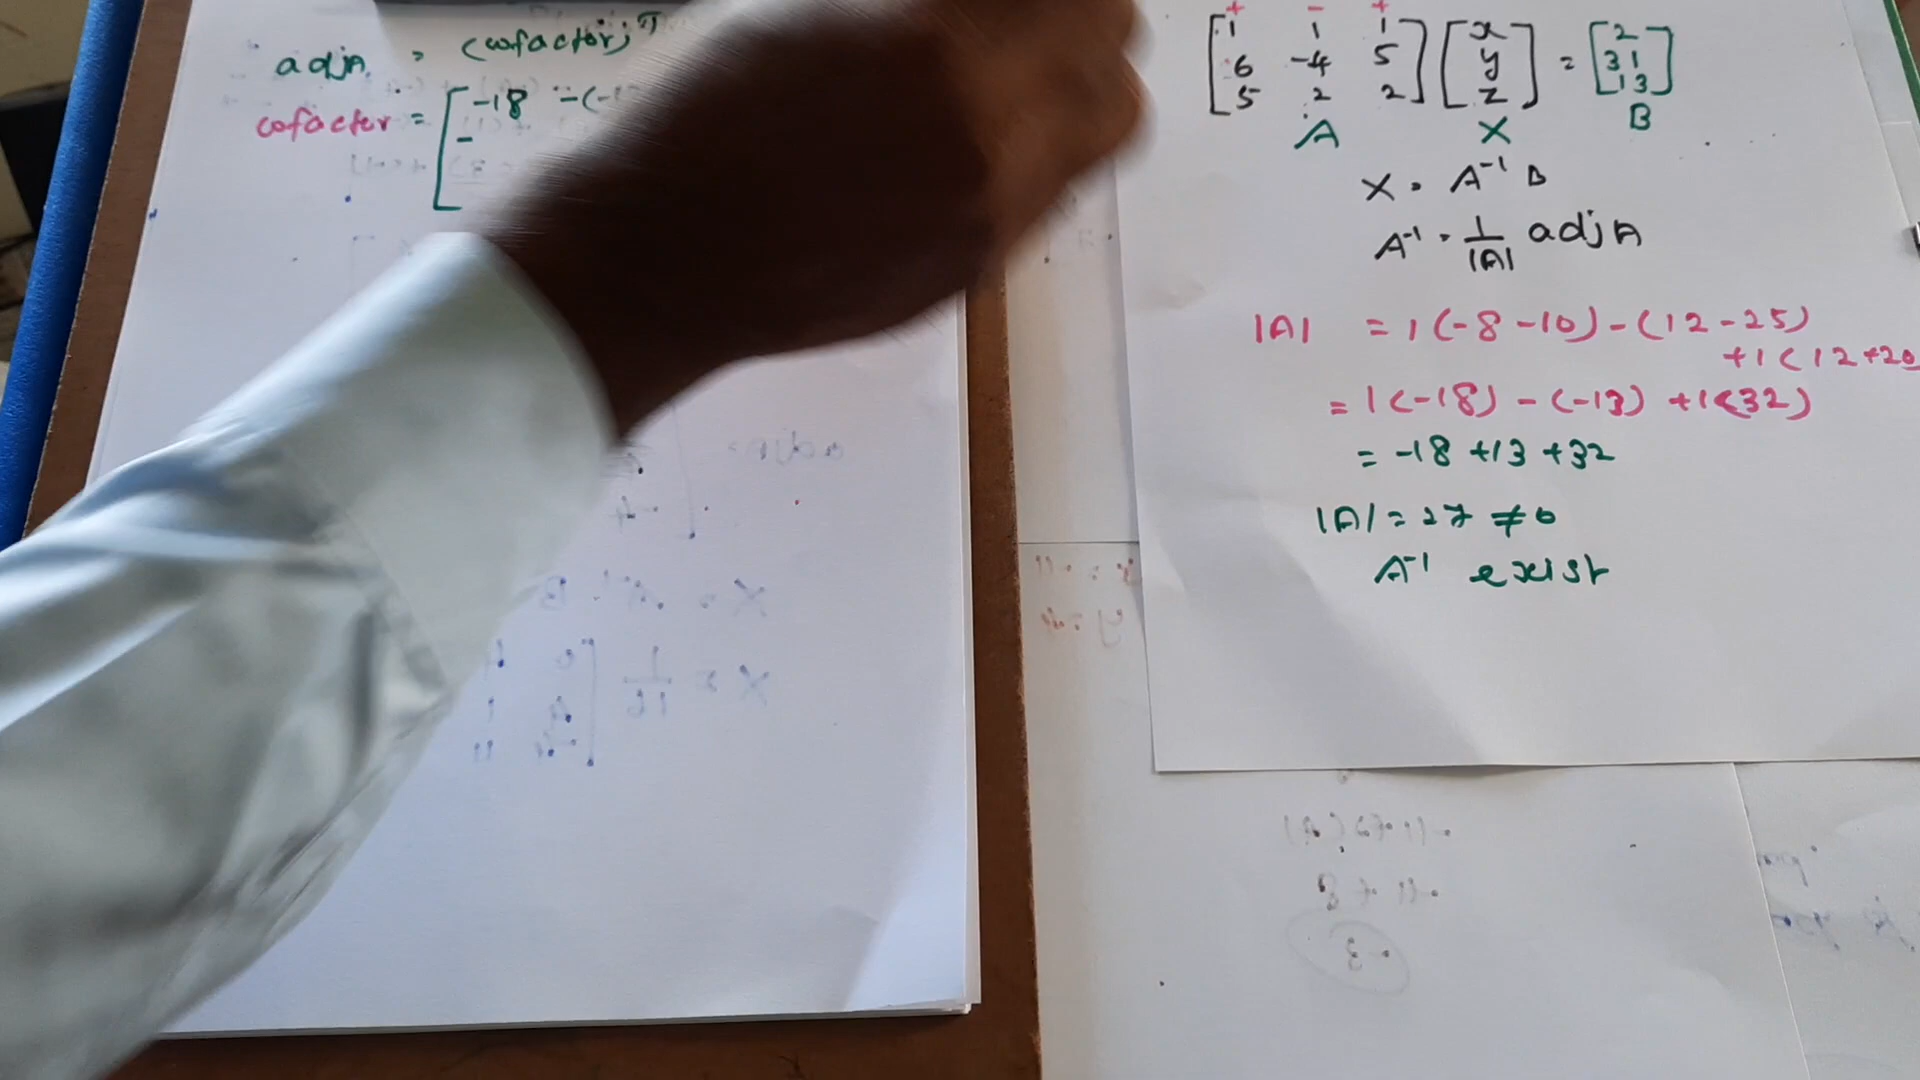 adjA = (cofactor)ᵀ
cofactor = [ -18 -(-1
-
+ - +
[ 1 1 1 ] [ x ] = [ 2 ]
[ 6 -4 5 ] [ y ] [ 31 ]
[ 5 2 2 ] [ z ] [ 13 ]
A X B
X = A⁻¹ B
A⁻¹ = 1/|A| adjA
|A| = 1(-8-10) - (12-25)
+1(12+20
= 1(-18) - (-13) + 1(32)
= -18 +13 +32
|A| = 27 ≠ 0
A⁻¹ exist